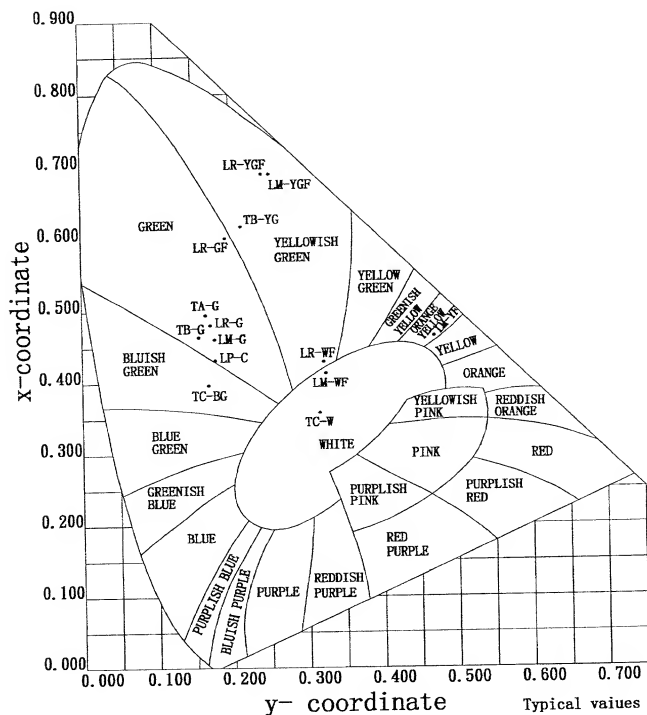 0.900
0.800
0.700
0.600
0.500
0.400
0.300
0.200
0.100
0.000
x-coordinate
LR-YGF
LM-YGF
TB-YG
GREEN
LR-GF
YELLOWISH
GREEN
YELLOW
GREEN
GREENISH
YELLOW
ORANGE
YELLOW
LM-YF
TA-G
LR-G
TB-G
LM-G
LP-C
LR-WF
YELLOW
BLUISH
GREEN
TC-BG
LM-WF
ORANGE
YELLOWISH
PINK
REDDISH
ORANGE
TC-W
WHITE
BLUE
GREEN
PINK
RED
GREENISH
BLUE
PURPLISH
PINK
PURPLISH
RED
BLUE
RED
PURPLE
PURPLISH BLUE
BLUISH PURPLE
PURPLE
REDDISH
PURPLE
0.000
0.100
0.200
0.300
0.400
0.500
0.600
0.700
y- coordinate
Typical vaiues